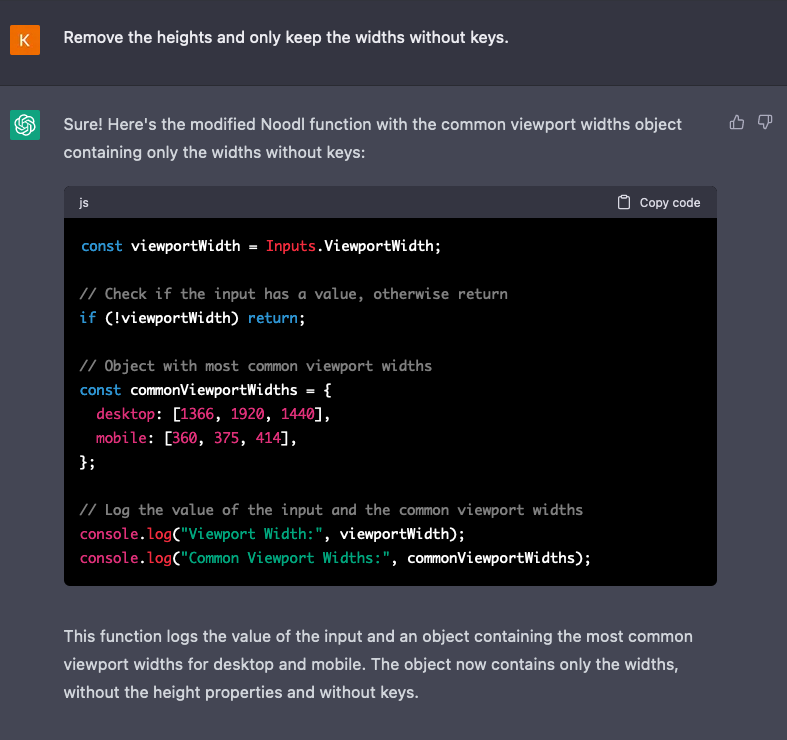 K
Remove the heights and only keep the widths without keys.
Sure! Here's the modified Noodl function with the common viewport widths object
containing only the widths without keys:
js
Copy code
const viewportWidth = Inputs.ViewportWidth;
// Check if the input has a value, otherwise return
if (!viewportWidth) return;
// Object with most common viewport widths
const commonViewportWidths = {
  desktop: [1366, 1920, 1440],
  mobile: [360, 375, 414],
};
// Log the value of the input and the common viewport widths
console.log("Viewport Width:", viewportWidth);
console.log("Common Viewport Widths:", commonViewportWidths);
This function logs the value of the input and an object containing the most common
viewport widths for desktop and mobile. The object now contains only the widths,
without the height properties and without keys.